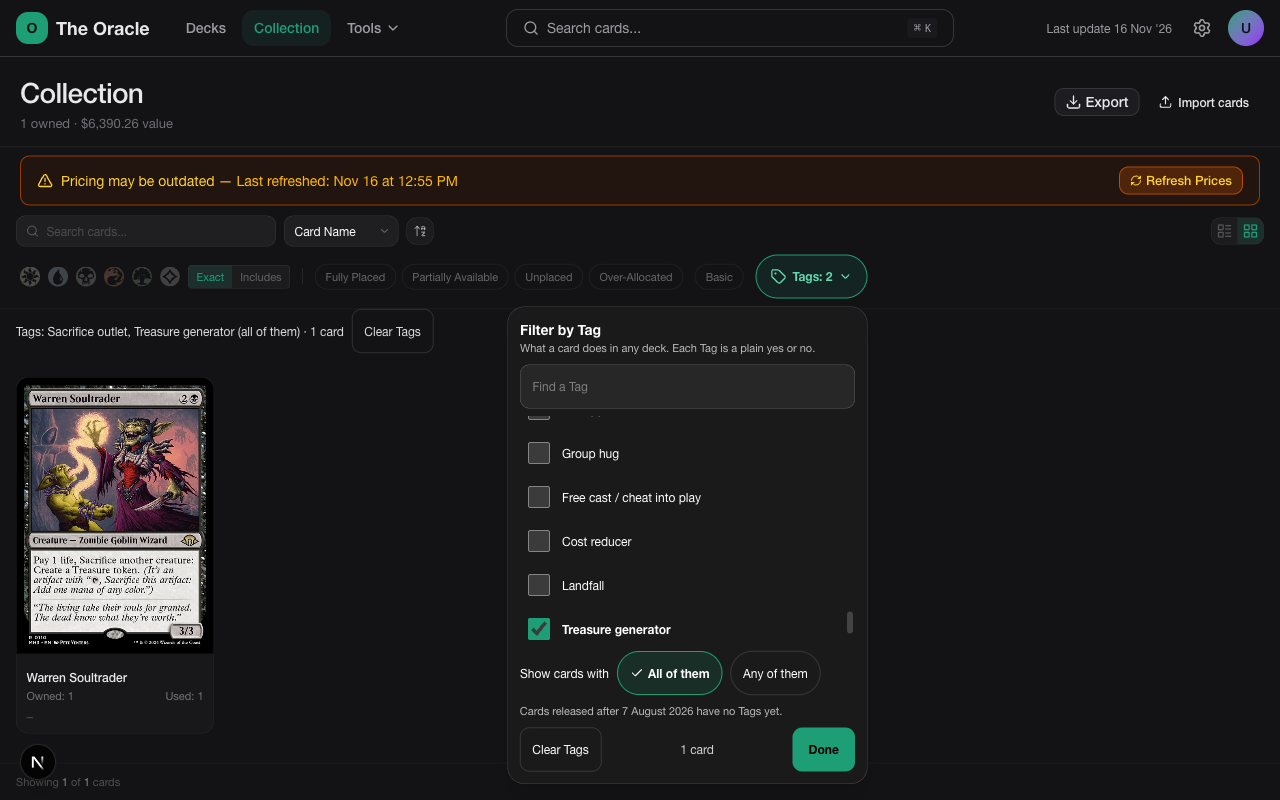 O The Oracle Decks Collection Tools Search cards... ⌘ K Last update 16 Nov '26 U
Collection
1 owned · $6,390.26 value
Export Import cards
Pricing may be outdated — Last refreshed: Nov 16 at 12:55 PM Refresh Prices
Search cards... Card Name
Exact Includes Fully Placed Partially Available Unplaced Over-Allocated Basic Tags: 2
Tags: Sacrifice outlet, Treasure generator (all of them) · 1 card Clear Tags
Warren Soultrader 2
Creature — Zombie Goblin Wizard
Pay 1 life, Sacrifice another creature:
Create a Treasure token. (It's an
artifact with "
, Sacrifice this artifact:
Add one mana of any color.")
"The living take their souls for granted.
The dead know what they're worth."
3/3
Warren Soultrader
Owned: 1 Used: 1
–
Filter by Tag
What a card does in any deck. Each Tag is a plain yes or no.
Find a Tag
Group hug
Free cast / cheat into play
Cost reducer
Landfall
Treasure generator
Show cards with All of them Any of them
Cards released after 7 August 2026 have no Tags yet.
Clear Tags 1 card Done
N
Showing 1 of 1 cards